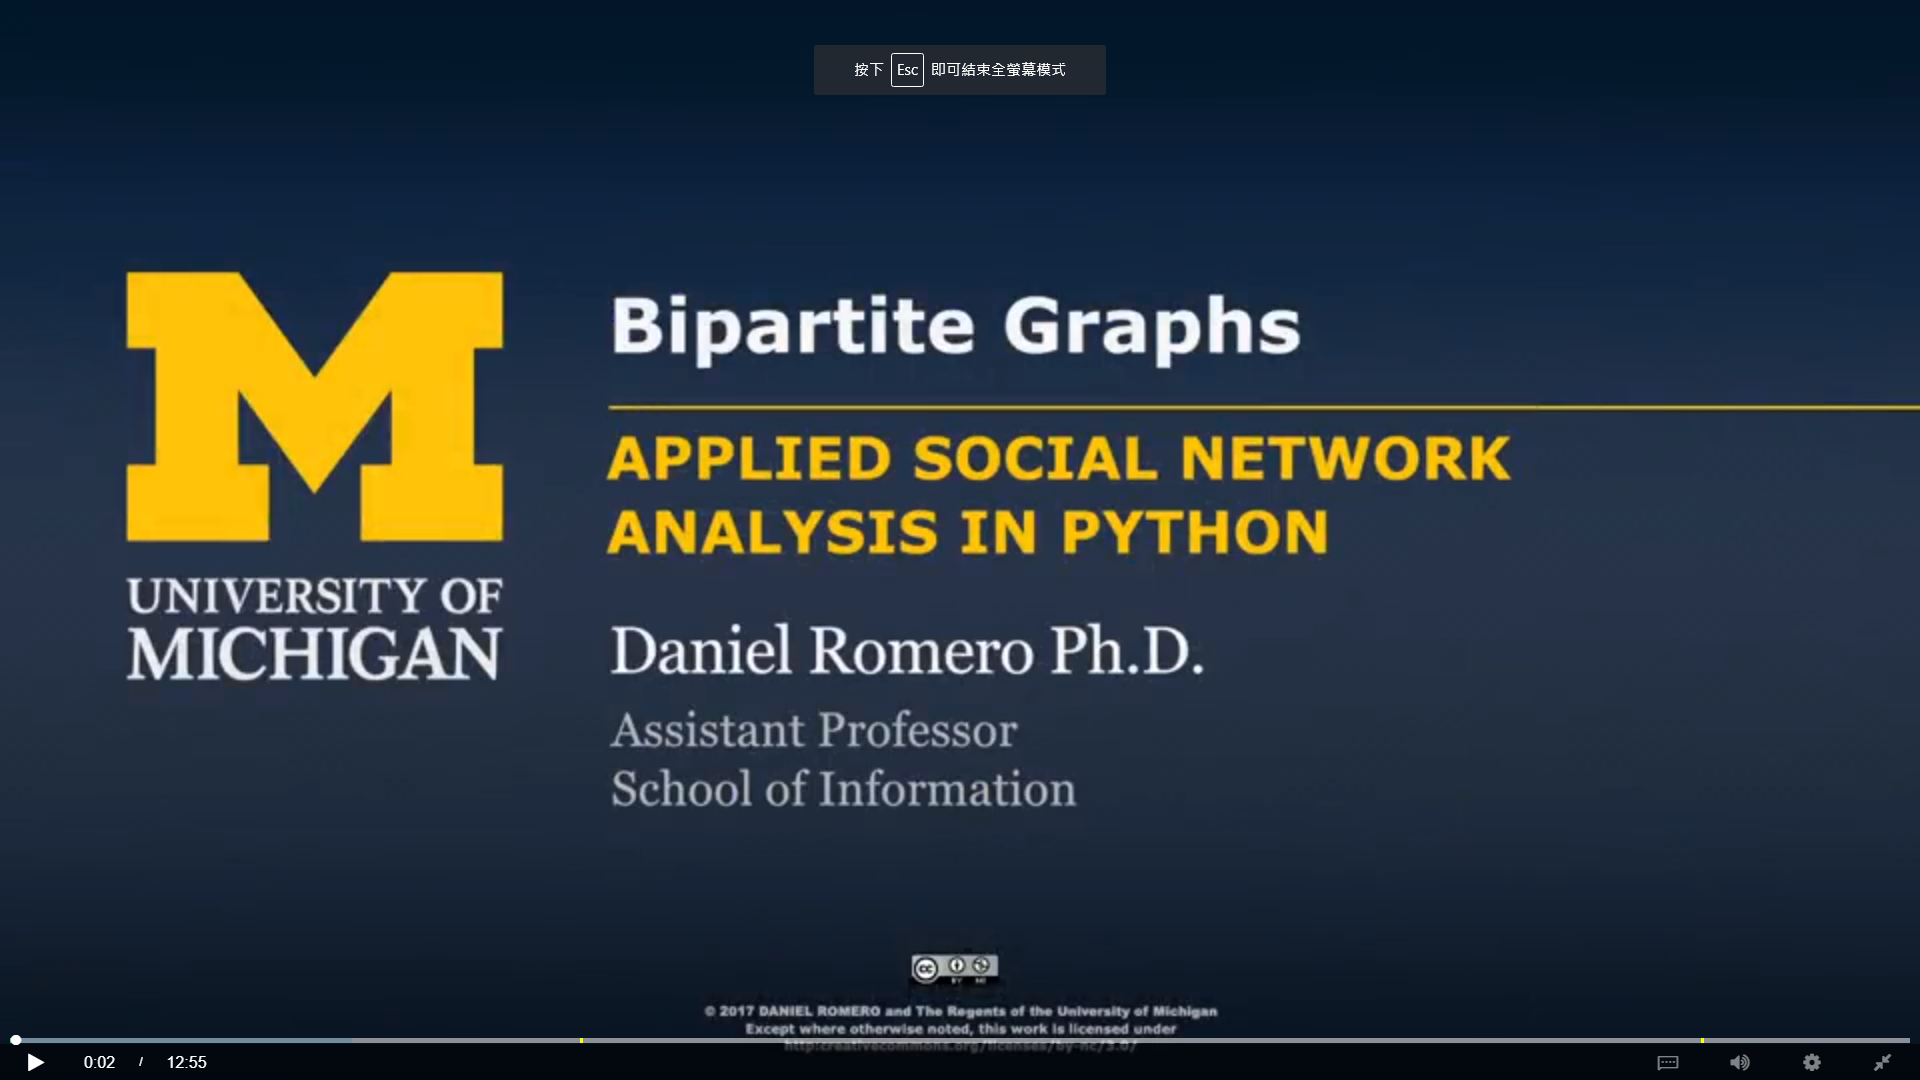 按下 Esc 即可結束全螢幕模式
M
UNIVERSITY OF
MICHIGAN
Bipartite Graphs
APPLIED SOCIAL NETWORK
ANALYSIS IN PYTHON
Daniel Romero Ph.D.
Assistant Professor
School of Information
cc
BY NC
© 2017 DANIEL ROMERO and The Regents of the University of Michigan
Except where otherwise noted, this work is licensed under
http:creativecommons.org/licenses/by-nc/3.0/
0:02 / 12:55